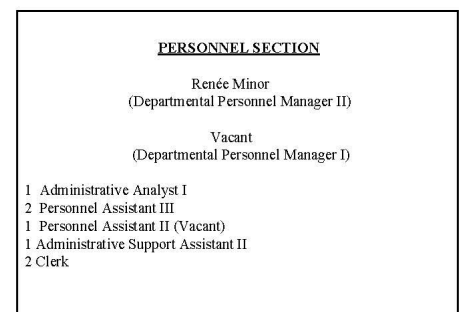 PERSONNEL SECTION
Renée Minor
(Departmental Personnel Manager II)
Vacant
(Departmental Personnel Manager I)
1 Administrative Analyst I
2 Personnel Assistant III
1 Personnel Assistant II (Vacant)
1 Administrative Support Assistant II
2 Clerk